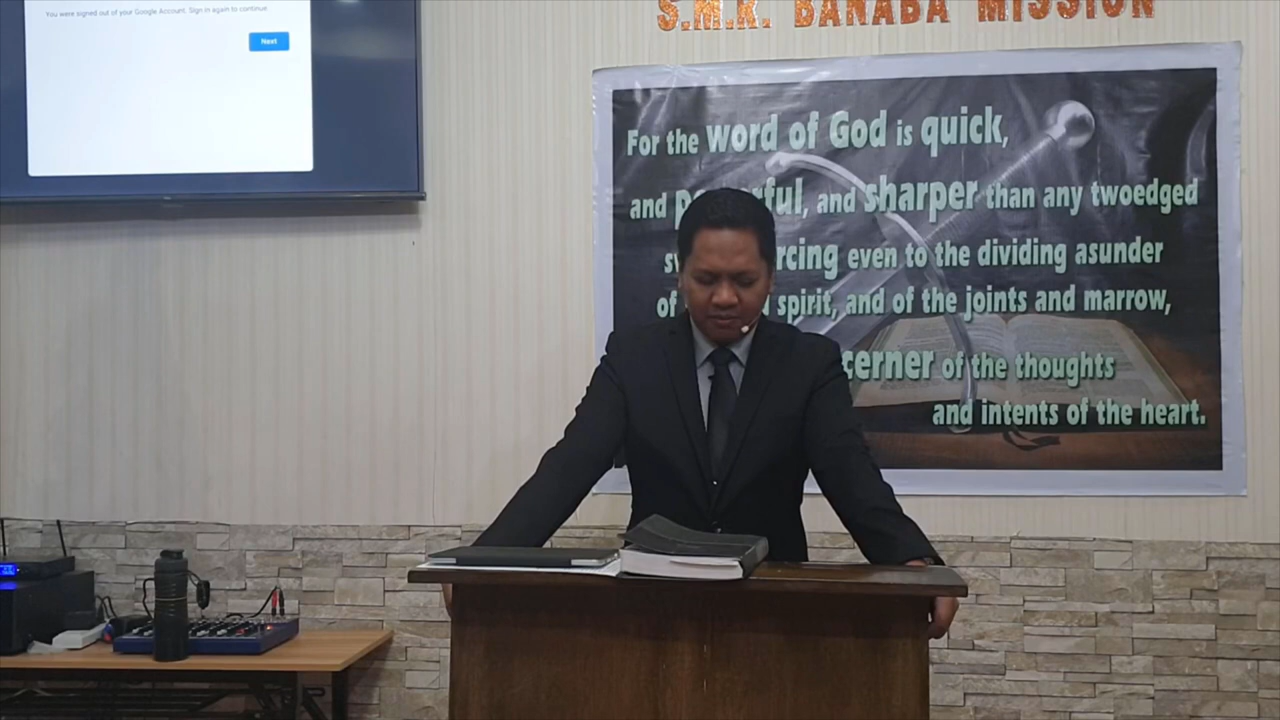 You were signed out of your Google Account. Sign in again to continue
Next
S.M.K. BANABA MISSION
For the word of God is quick,
and and sharper than any twoedged
even to the dividing asunder
of spirit, and of the joints and marrow,
of the thoughts
and intents of the heart.